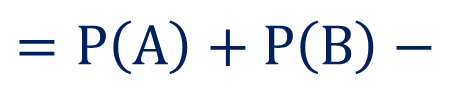 = P(A) + P(B) −